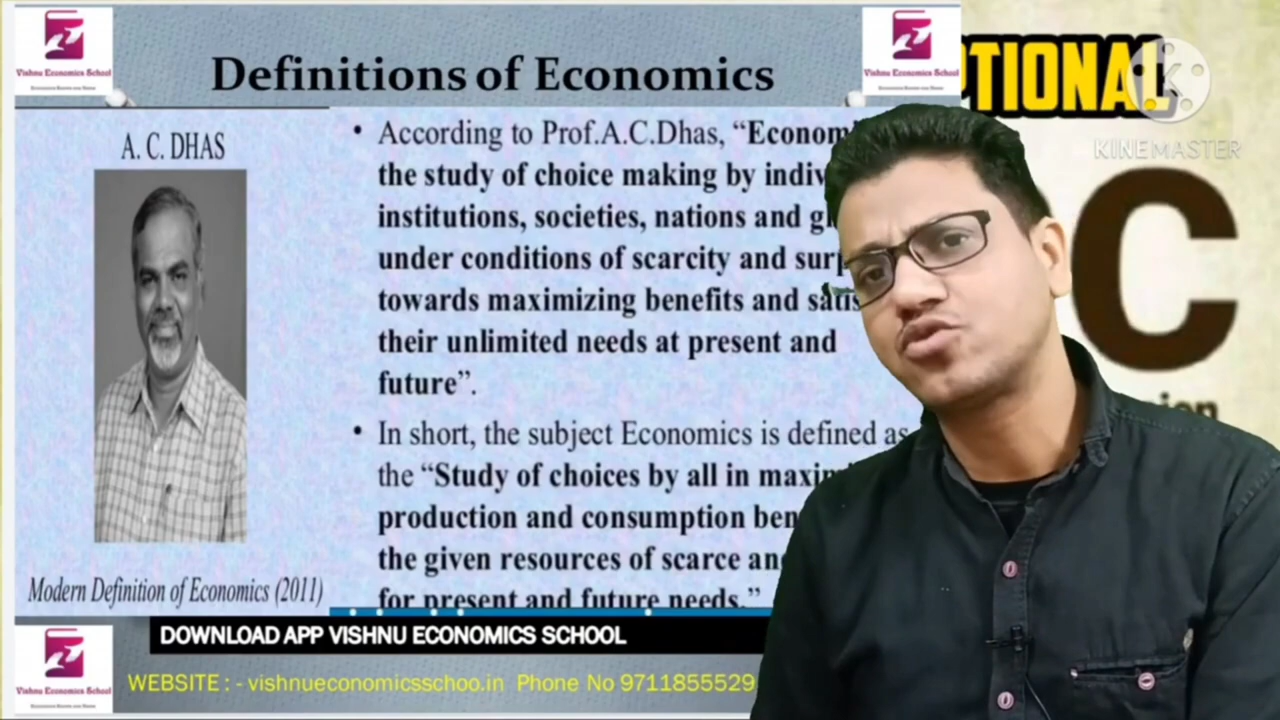 Vishnu Economics School
Definitions of Economics
Vishnu Economics School
PTIONAL
KINEMASTER
A. C. DHAS
• According to Prof.A.C.Dhas, “Econom
the study of choice making by indiv
institutions, societies, nations and gl
under conditions of scarcity and surp
towards maximizing benefits and satis
their unlimited needs at present and
future”.
• In short, the subject Economics is defined as
the “Study of choices by all in maxim
production and consumption ben
the given resources of scarce an
for present and future needs.”
Modern Definition of Economics (2011)
C
DOWNLOAD APP VISHNU ECONOMICS SCHOOL
Vishnu Economics School
WEBSITE : - vishnueconomicsschoo.in Phone No 9711855529